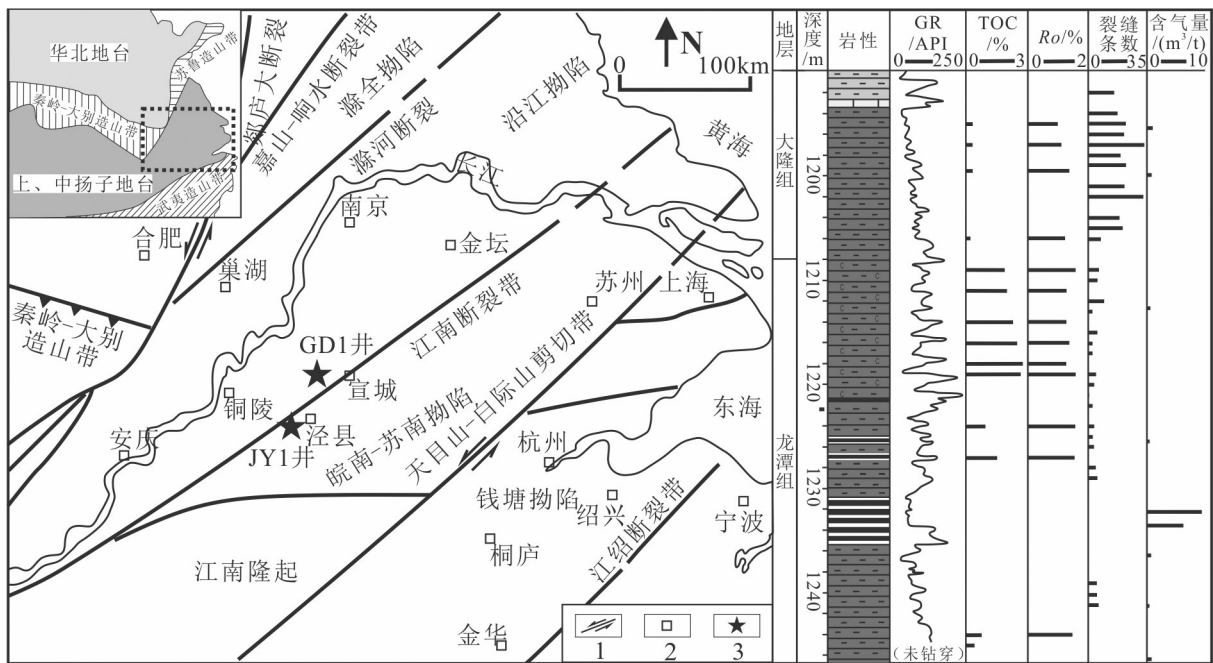 华北地台
苏鲁造山带
秦岭-大别造山带
上、中扬子地台
武夷造山带
郯庐大断裂
嘉山-响水断裂带
滁全拗陷
滁河断裂
沿江拗陷
N
0 100km
黄海
长江
南京
金坛
合肥
巢湖
苏州
上海
秦岭-大别
造山带
江南断裂带
GD1井
宣城
铜陵
泾县
JY1井
安庆
皖南-苏南拗陷
天目山-白际山剪切带
东海
杭州
钱塘拗陷
绍兴
宁波
桐庐
江绍断裂带
江南隆起
金华
1 2 3
地层
深度
/m
岩性
GR
/API
0 250
TOC
/%
0 3
Ro/%
0 2
裂缝
条数
0 35
含气量
/(m³/t)
0 10
大隆组
龙潭组
1200
1210
1220
1230
1240
(未钻穿)